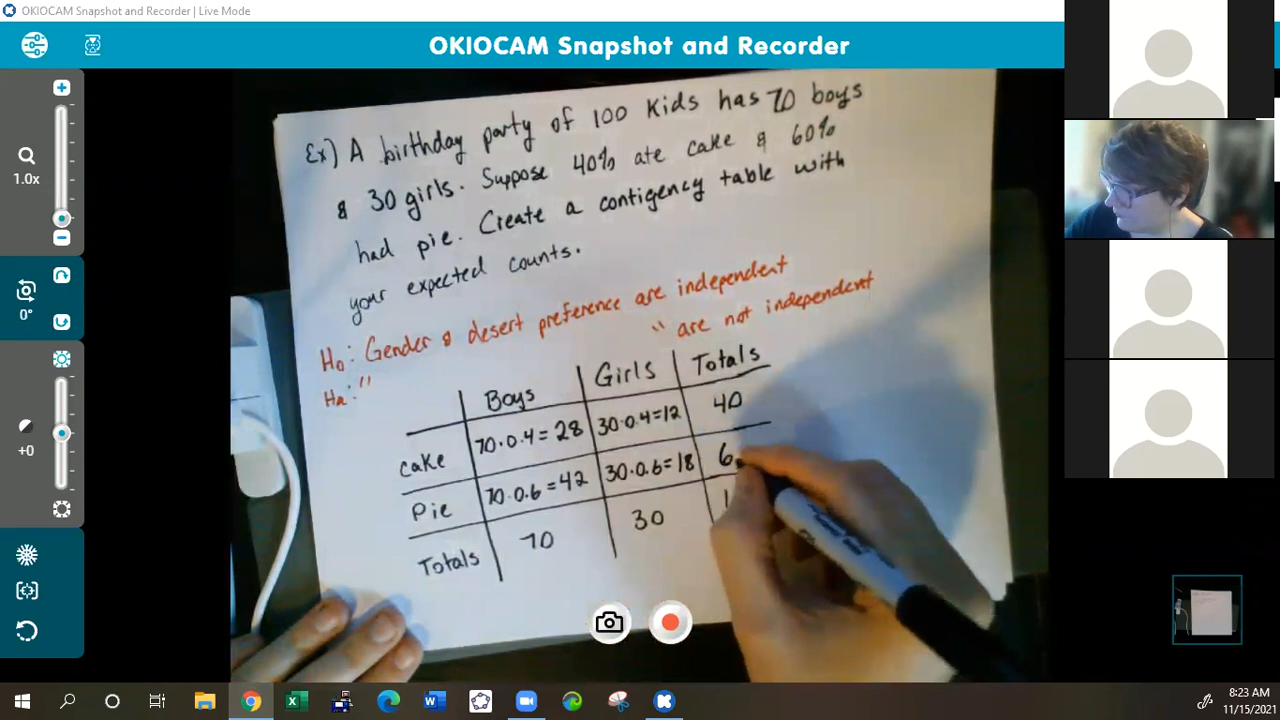 OKIOCAM Snapshot and Recorder | Live Mode
OKIOCAM Snapshot and Recorder
1.0x
0°
+0
Ex) A birthday party of 100 Kids has 70 boys
& 30 girls. Suppose 40% ate cake & 60%
had pie. Create a contigency table with
your expected counts.
Ho: Gender & desert preference are independent
Ha: " " are not independent
Boys Girls Totals
cake 70·0.4=28 30·0.4=12 40
Pie 70·0.6=42 30·0.6=18 6
Totals 70 30 1
8:23 AM
11/15/2021